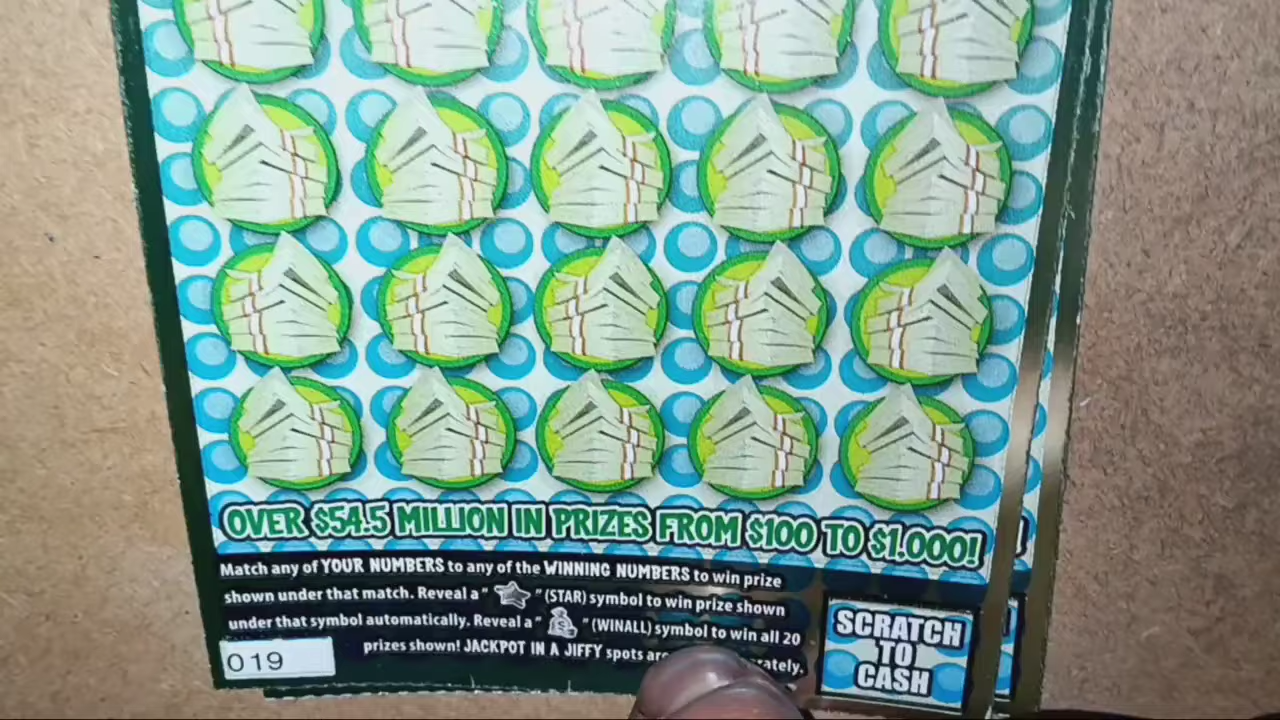 OVER $54.5 MILLION IN PRIZES FROM $100 TO $1,000!
Match any of YOUR NUMBERS to any of the WINNING NUMBERS to win prize
shown under that match. Reveal a " " (STAR) symbol to win prize shown
under that symbol automatically. Reveal a " " (WINALL) symbol to win all 20
prizes shown! JACKPOT IN A JIFFY spots
019
SCRATCH
TO
CASH